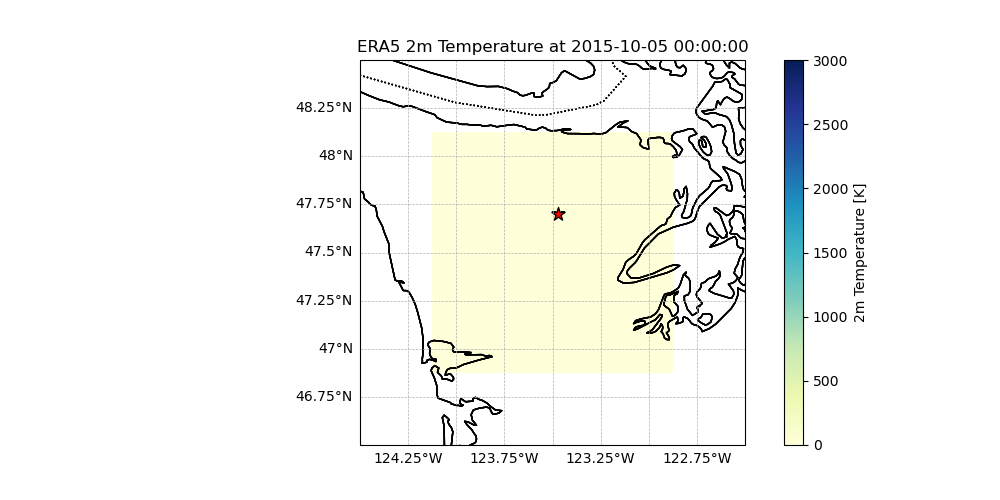 ERA5 2m Temperature at 2015-10-05 00:00:00
48.25°N
48°N
47.75°N
47.5°N
47.25°N
47°N
46.75°N
124.25°W 123.75°W 123.25°W 122.75°W
3000
2500
2000
1500
1000
500
0
2m Temperature [K]